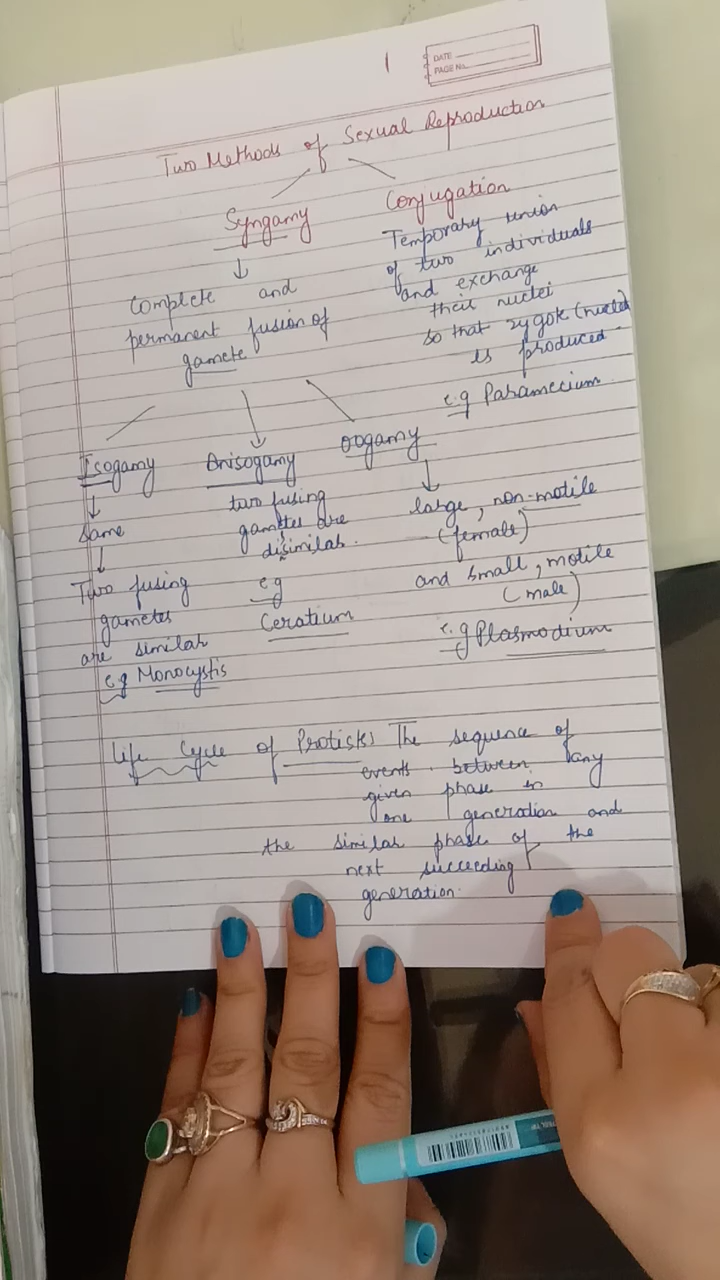 1
DATE
PAGE No.
Two Methods of Sexual Reproduction
Syngamy
Complete and
permanent fusion of
gamete
Conjugation
Temporary union
of two individuals
and exchange
their nuclei
so that zygote (nuclei)
is produced
e.g Paramecium
Isogamy
Same
Two fusing
gametes
are similar
e.g Monocystis
Anisogamy
two fusing
gametes are
disimilar.
eg
Ceratium
Oogamy
large, non-motile
(female)
and small, motile
(male)
e.g Plasmodium
Life Cycle of Protists: The sequence of
events between any
given phase in
one generation and
the similar phase of the
next succeeding
generation.